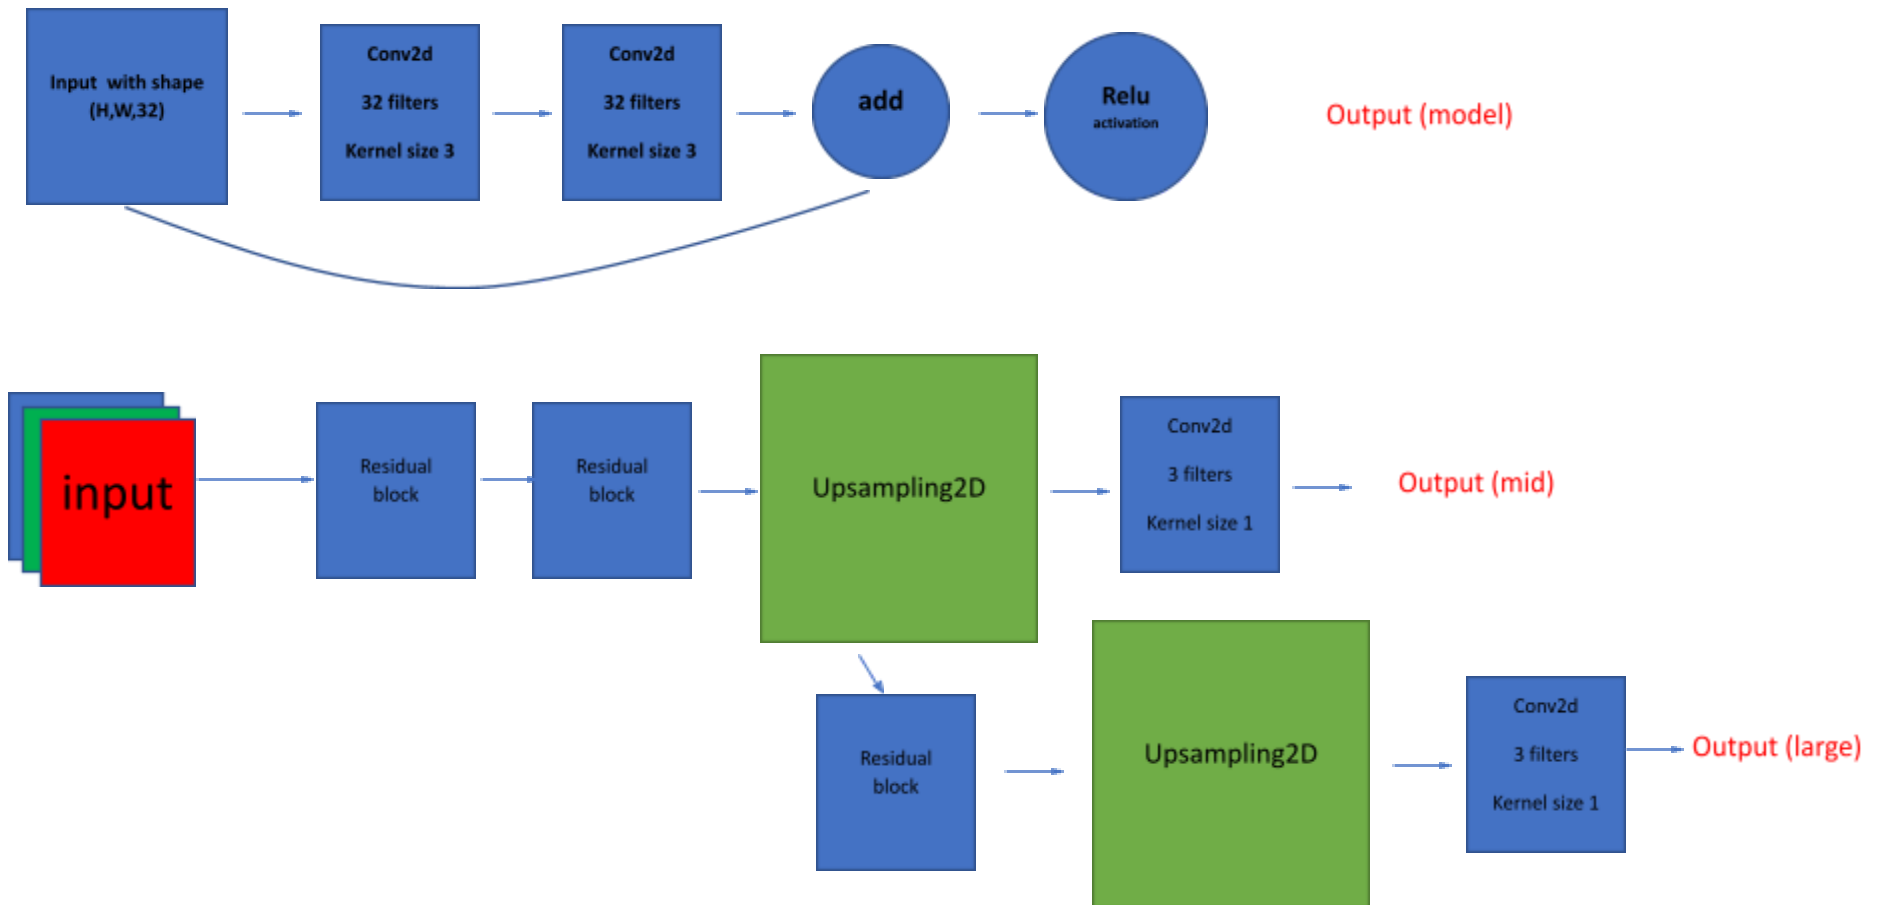 Input with shape
(H,W,32)
Conv2d
32 filters
Kernel size 3
Conv2d
32 filters
Kernel size 3
add
Relu
activation
Output (model)
input
Residual
block
Residual
block
Upsampling2D
Conv2d
3 filters
Kernel size 1
Output (mid)
Residual
block
Upsampling2D
Conv2d
3 filters
Kernel size 1
Output (large)